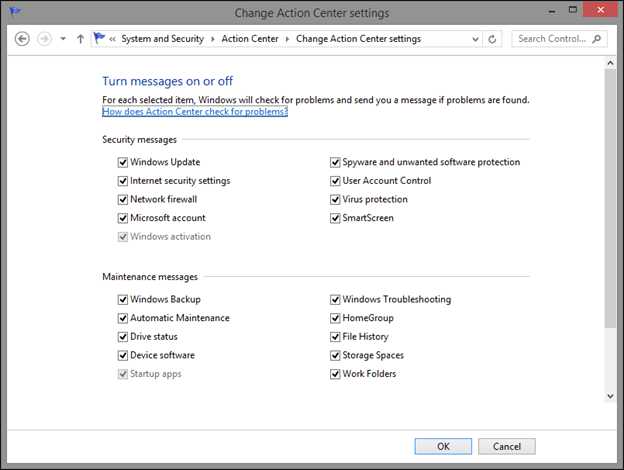 Change Action Center settings
System and Security Action Center Change Action Center settings Search Control...
Turn messages on or off
For each selected item, Windows will check for problems and send you a message if problems are found.
How does Action Center check for problems?
Security messages
Windows Update Spyware and unwanted software protection
Internet security settings User Account Control
Network firewall Virus protection
Microsoft account SmartScreen
Windows activation
Maintenance messages
Windows Backup Windows Troubleshooting
Automatic Maintenance HomeGroup
Drive status File History
Device software Storage Spaces
Startup apps Work Folders
OK Cancel